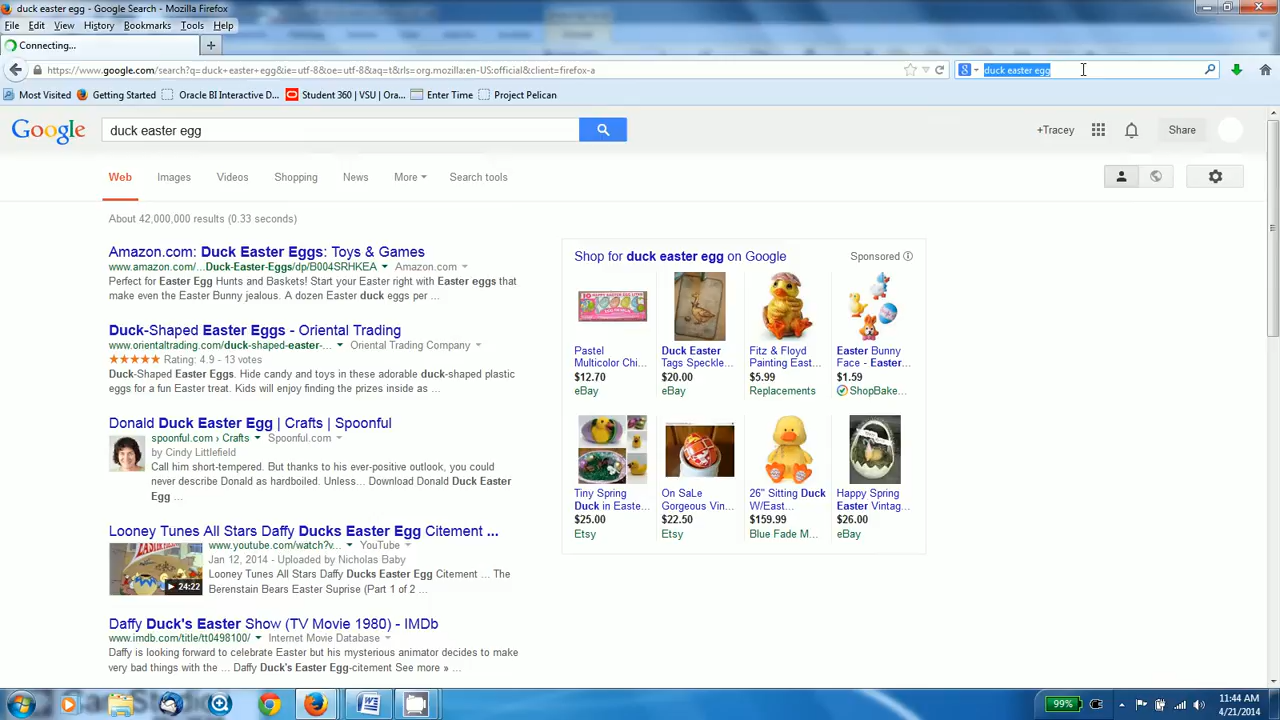 duck easter egg - Google Search - Mozilla Firefox
File Edit View History Bookmarks Tools Help
Connecting...
https://www.google.com/search?q=duck+easter+egg&ie=utf-8&oe=utf-8&aq=t&rls=org.mozilla:en-US:official&client=firefox-a
duck easter egg
Most Visited Getting Started Oracle BI Interactive D... Student 360 | VSU | Ora... Enter Time Project Pelican
Google
duck easter egg
+Tracey Share
Web Images Videos Shopping News More Search tools
About 42,000,000 results (0.33 seconds)
Amazon.com: Duck Easter Eggs: Toys & Games
www.amazon.com/...Duck-Easter-Eggs/dp/B004SRHKEA Amazon.com
Perfect for Easter Egg Hunts and Baskets! Start your Easter right with Easter eggs that
make even the Easter Bunny jealous. A dozen Easter duck eggs per ...
Duck-Shaped Easter Eggs - Oriental Trading
www.orientaltrading.com/duck-shaped-easter-... Oriental Trading Company
Rating: 4.9 - 13 votes
Duck-Shaped Easter Eggs. Hide candy and toys in these adorable duck-shaped plastic
eggs for a fun Easter treat. Kids will enjoy finding the prizes inside as ...
Donald Duck Easter Egg | Crafts | Spoonful
spoonful.com › Crafts Spoonful.com
by Cindy Littlefield
Call him short-tempered. But thanks to his ever-positive outlook, you could
never describe Donald as hardboiled. Unless... Download Donald Duck Easter
Egg ...
Looney Tunes All Stars Daffy Ducks Easter Egg Citement ...
www.youtube.com/watch?v... YouTube
Jan 12, 2014 - Uploaded by Nicholas Baby
Looney Tunes All Stars Daffy Ducks Easter Egg Citement ... The
Berenstain Bears Easter Suprise (Part 1 of 2 ...
24:22
Daffy Duck's Easter Show (TV Movie 1980) - IMDb
www.imdb.com/title/tt0498100/ Internet Movie Database
Daffy is looking forward to celebrate Easter but his mysterious animator decides to make
very bad things with the ... Daffy Duck's Easter Egg-citement See more » ...
Shop for duck easter egg on Google Sponsored
Pastel
Multicolor Chi...
$12.70
eBay
Duck Easter
Tags Speckle...
$20.00
eBay
Fitz & Floyd
Painting East...
$5.99
Replacements
Easter Bunny
Face - Easter...
$1.59
ShopBake...
Tiny Spring
Duck in Easte...
$25.00
Etsy
On SaLe
Gorgeous Vin...
$22.50
Etsy
26" Sitting Duck
W/East...
$159.99
Blue Fade M...
Happy Spring
Easter Vintag...
$26.00
eBay
99%
11:44 AM
4/21/2014